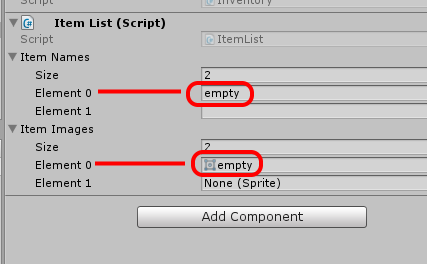 Script Inventory
Item List (Script)
Script ItemList
Item Names
Size 2
Element 0 empty
Element 1
Item Images
Size 2
Element 0 empty
Element 1 None (Sprite)
Add Component